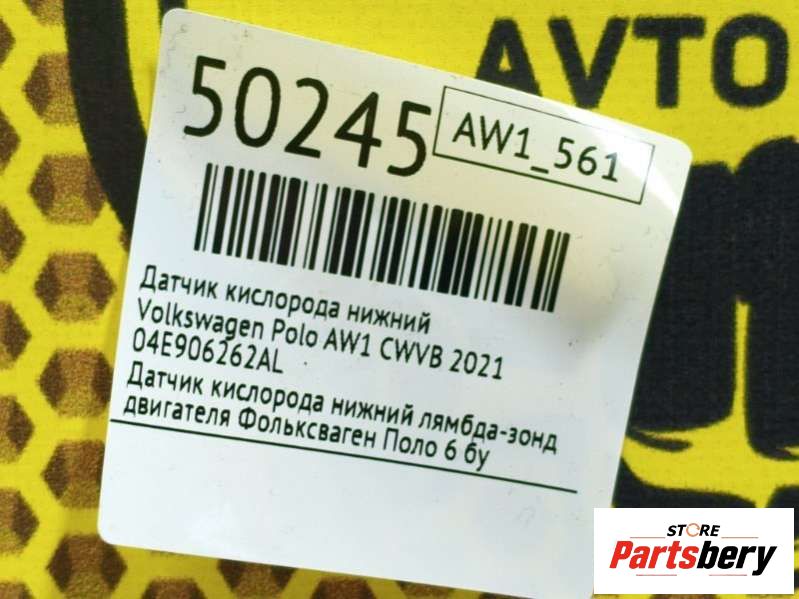 АVТО
50245
AW1_561
Датчик кислорода нижний
Volkswagen Polo AW1 CWVB 2021
04E906262AL
Датчик кислорода нижний лямбда-зонд
двигателя Фольксваген Поло 6 бу
STORE
Partsbery